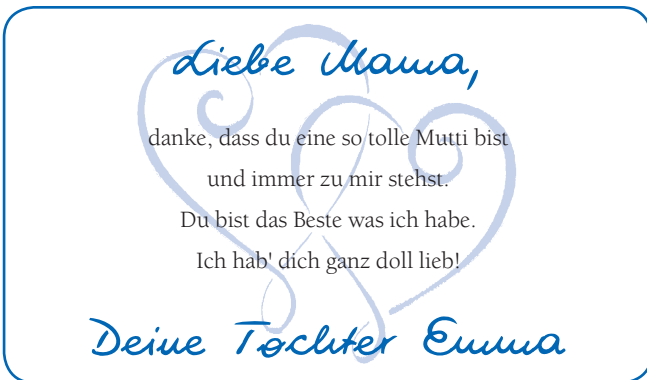 Liebe Mama,
danke, dass du eine so tolle Mutti bist
und immer zu mir stehst.
Du bist das Beste was ich habe.
Ich hab' dich ganz doll lieb!
Deine Tochter Emma